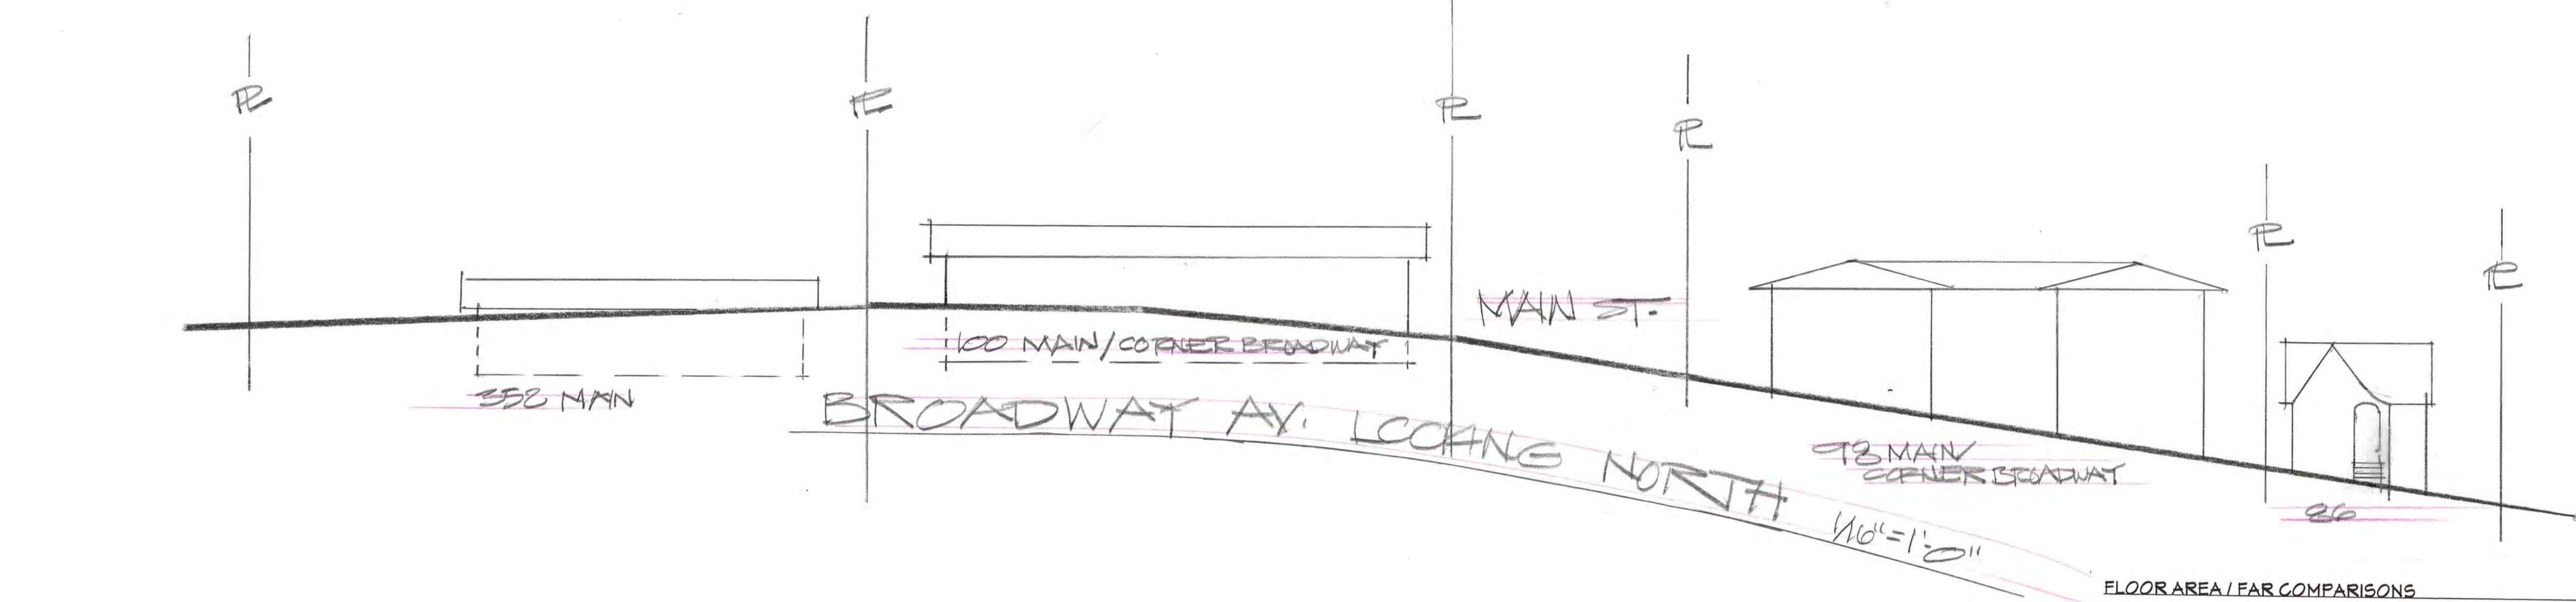 PL
PL
PL
PL
PL
PL
MAIN ST.
100 MAIN/CORNER BROADWAY
352 MAIN
BROADWAY AV. LOOKING NORTH
1/16"=1'-0"
98 MAIN/
CORNER BROADWAY
86
FLOOR AREA / FAR COMPARISONS